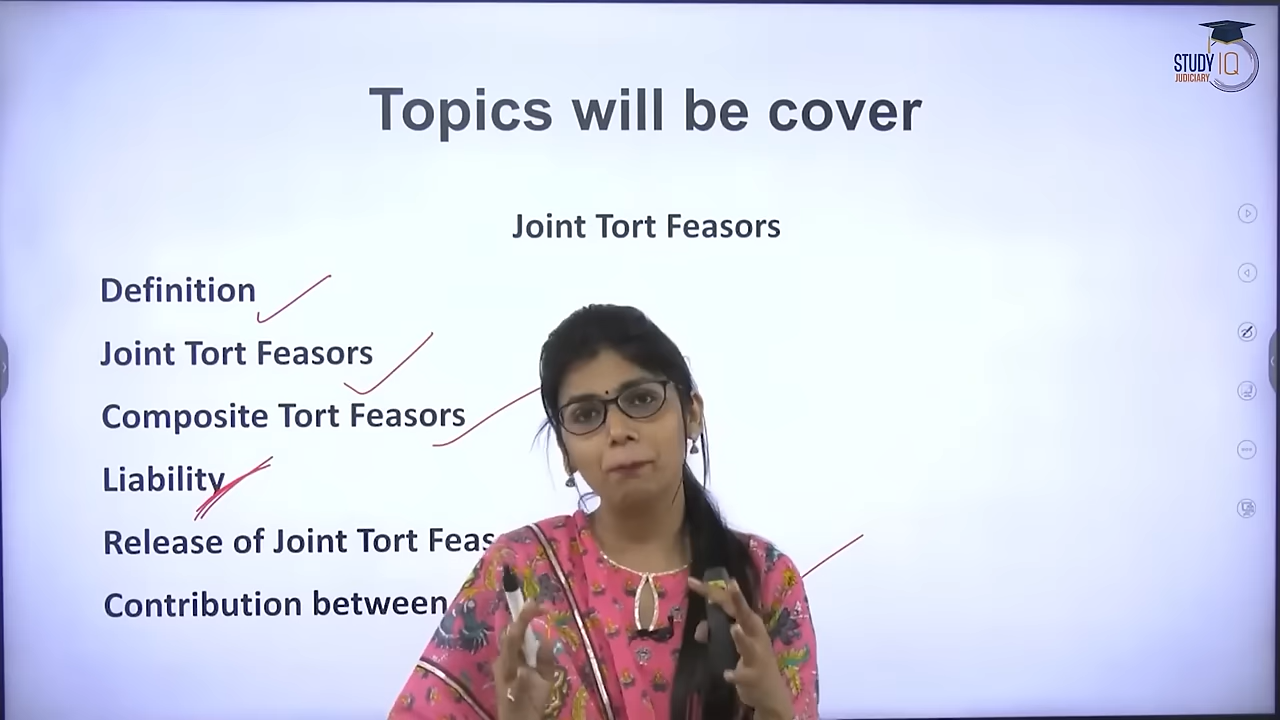 STUDY IQ
JUDICIARY
Topics will be cover
Joint Tort Feasors
Definition
Joint Tort Feasors
Composite Tort Feasors
Liability
Release of Joint Tort Feas
Contribution between